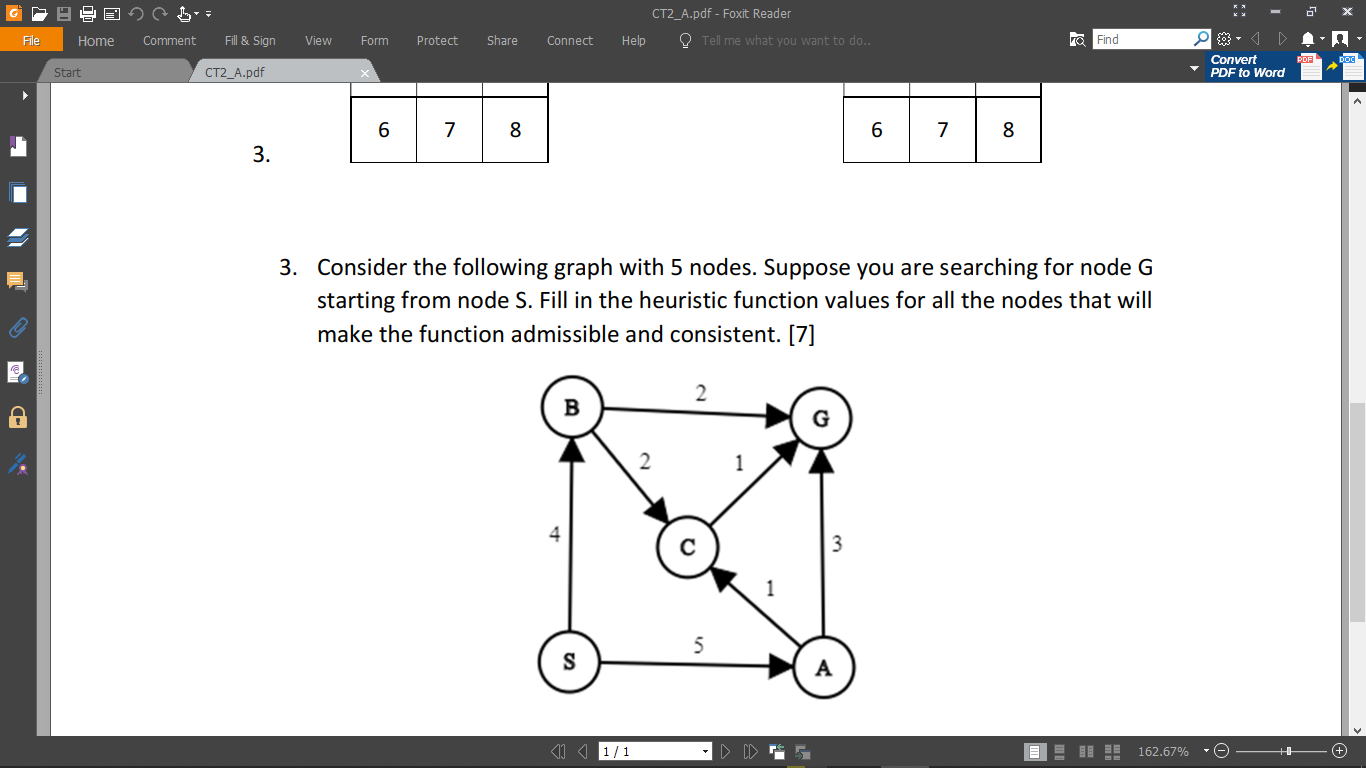 CT2_A.pdf - Foxit Reader
File Home Comment Fill & Sign View Form Protect Share Connect Help Tell me what you want to do.. Find
Start CT2_A.pdf x
Convert
PDF to Word
PDF DOC
6 7 8 6 7 8
3.
3. Consider the following graph with 5 nodes. Suppose you are searching for node G
starting from node S. Fill in the heuristic function values for all the nodes that will
make the function admissible and consistent. [7]
B 2 G
2 1
4 C 3
1
S 5 A
1 / 1 162.67%